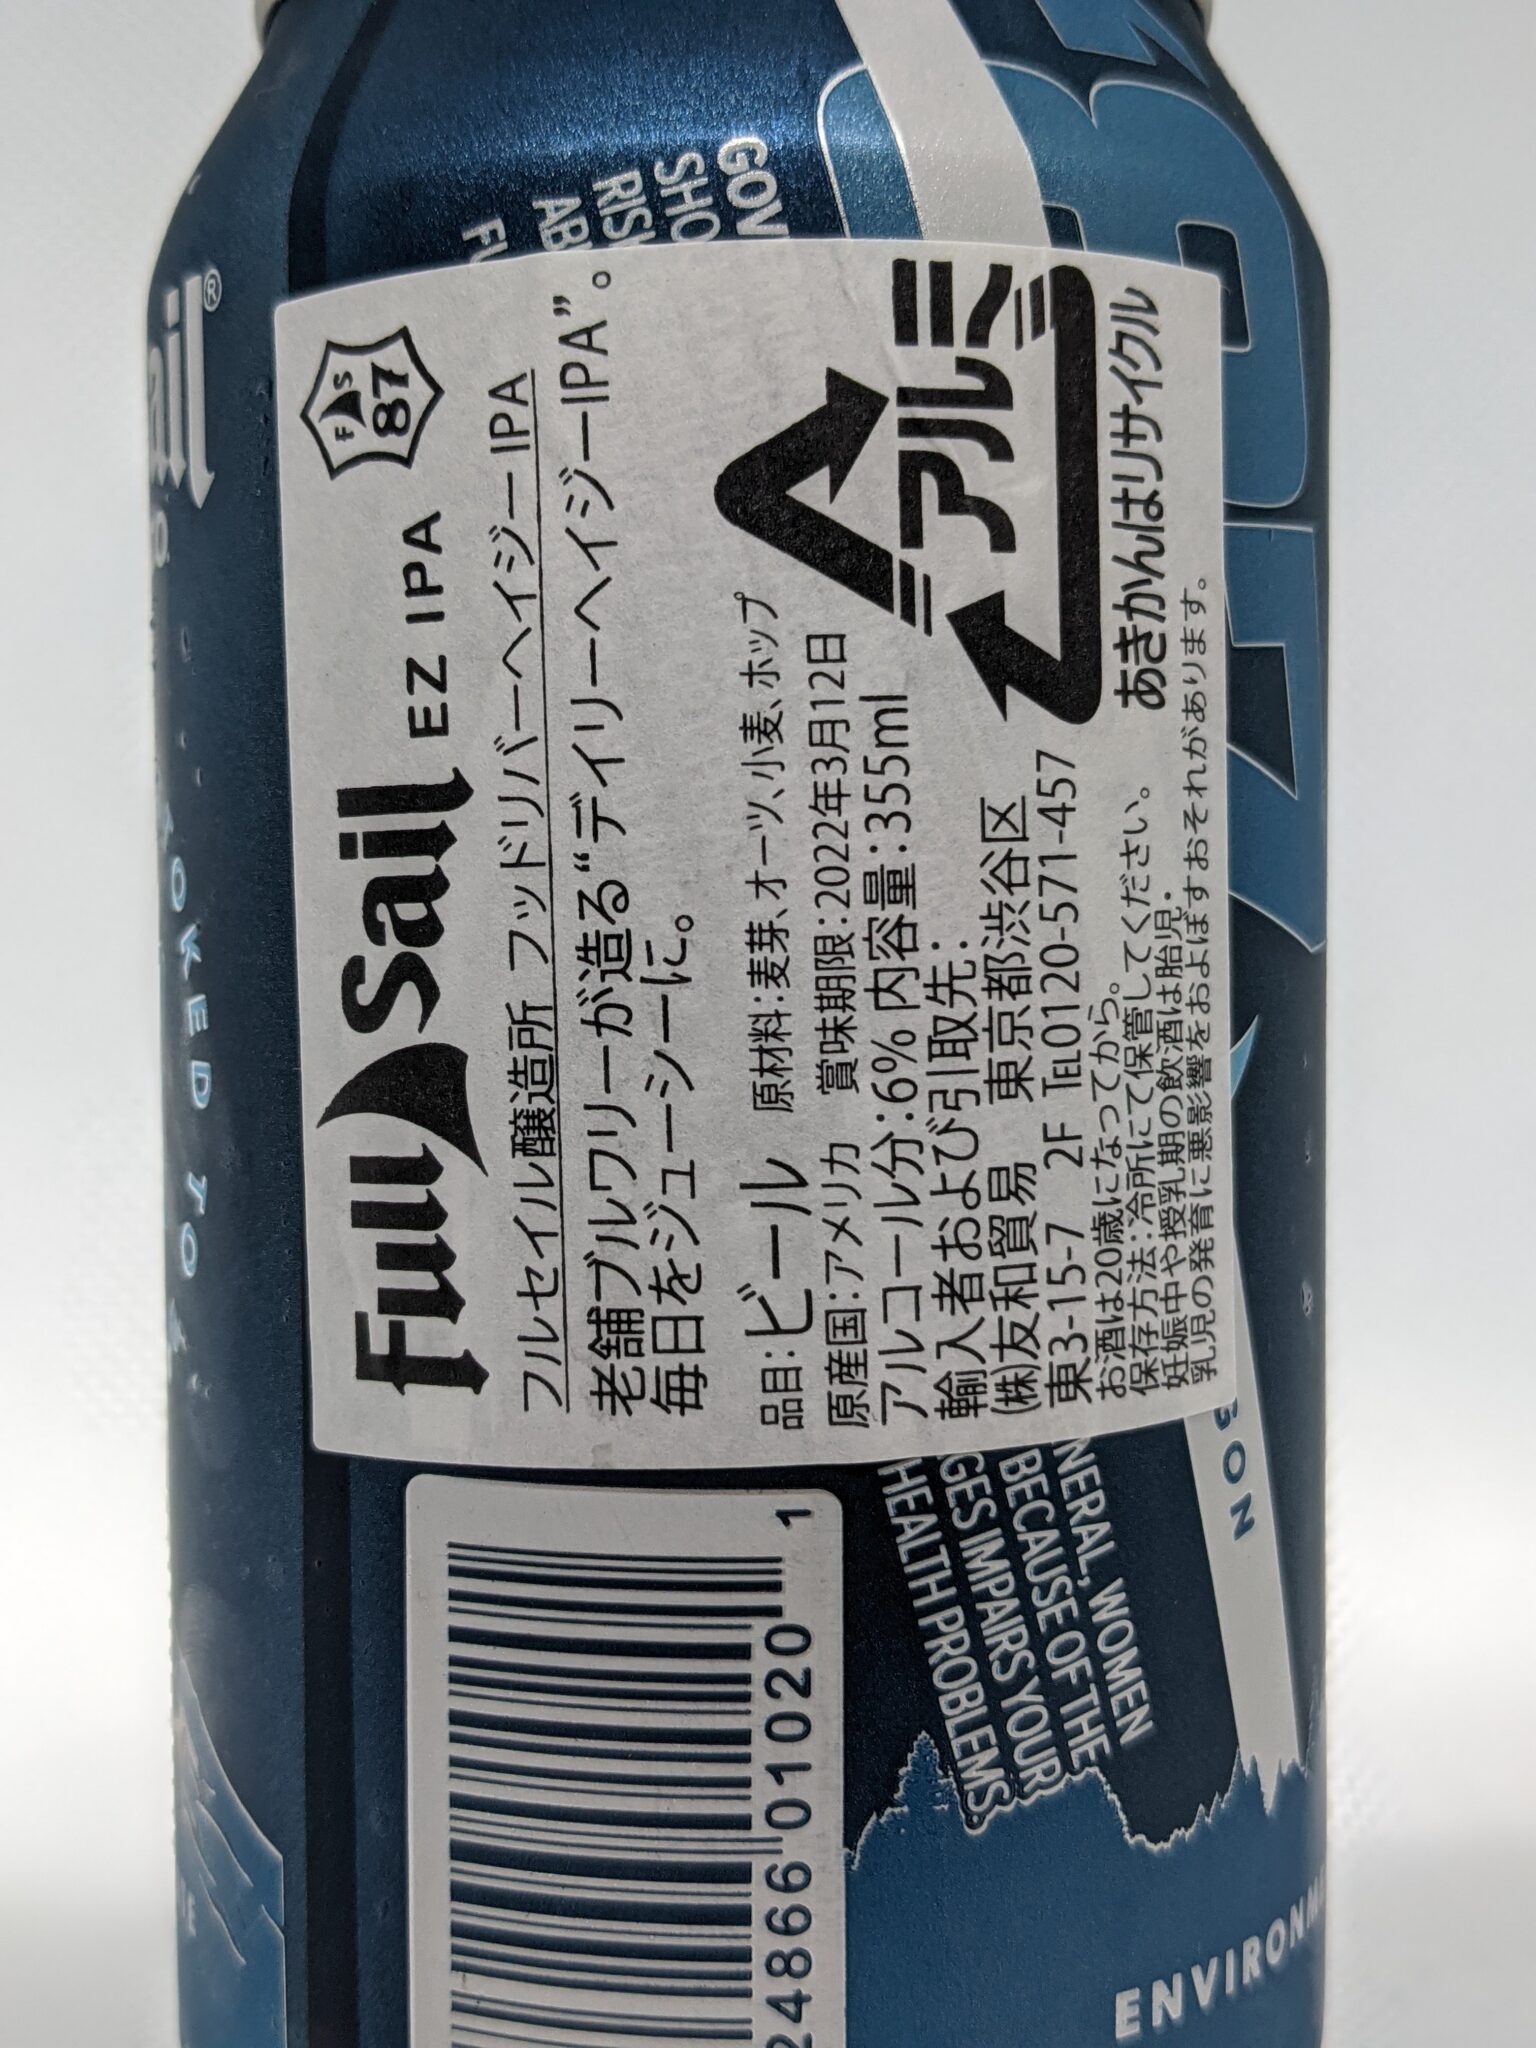 Full Sail EZ IPA
F S
87
フルセイル醸造所 フッドリバーヘイジーIPA
老舗ブルワリーが造る“デイリーヘイジーIPA”。
毎日をジューシーに。
品目:ビール 原材料:麦芽、オーツ、小麦、ホップ
原産国:アメリカ 賞味期限:2022年3月12日
アルコール分:6% 内容量:355ml
輸入者および引取先:
(株)友和貿易 東京都渋谷区
東3-15-7 2F TEL0120-571-457
お酒は20歳になってから。
保存方法:冷所にて保管してください。
妊娠中や授乳期の飲酒は胎児・
乳児の発育に悪影響をおよぼすおそれがあります。
アルミ
あきかんはリサイクル
ail®
O.
OKED TO
GOV
SHO
RISK
AB
NERAL, WOMEN
BECAUSE OF THE
GES IMPAIRS YOUR
HEALTH PROBLEMS.
GON
24866 01020 1
ENVIRONM